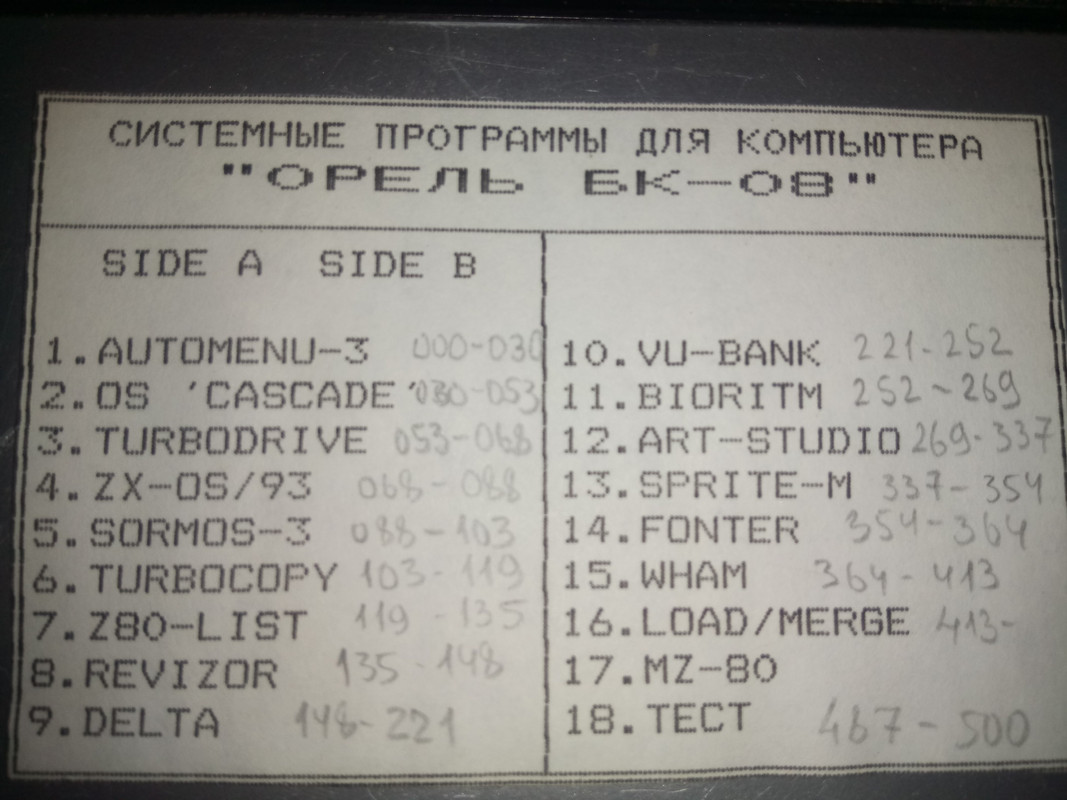 СИСТЕМНЫЕ ПРОГРАММЫ ДЛЯ КОМПЬЮТЕРА
"ОРЕЛЬ БК-08"
SIDE A SIDE B
1.AUTOMENU-3 000-030
2.OS 'CASCADE' 030-053
3.TURBODRIVE 053-068
4.ZX-OS/93 068-088
5.SORMOS-3 088-103
6.TURBOCOPY 103-119
7.Z80-LIST 119-135
8.REVIZOR 135-148
9.DELTA 148-221
10.VU-BANK 221-252
11.BIORITM 252-269
12.ART-STUDIO 269-337
13.SPRITE-M 337-354
14.FONTER 354-364
15.WHAM 364-413
16.LOAD/MERGE 413-
17.MZ-80
18.ТЕСТ 467-500